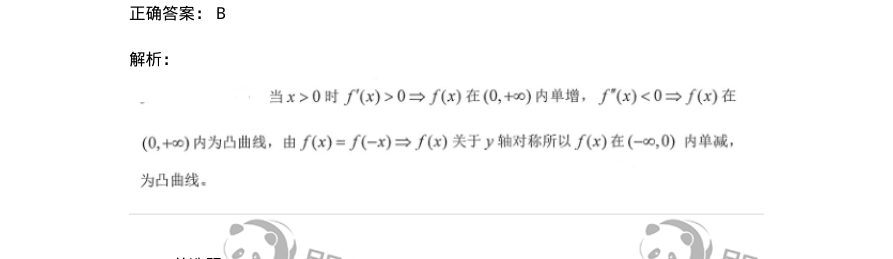 正确答案： B
解析：
当 x > 0 时 f′(x) > 0 ⇒ f(x) 在 (0,+∞) 内单增， f″(x) < 0 ⇒ f(x) 在
(0,+∞) 内为凸曲线，由 f(x) = f(−x) ⇒ f(x) 关于 y 轴对称所以 f(x) 在 (−∞,0) 内单减，
为凸曲线。